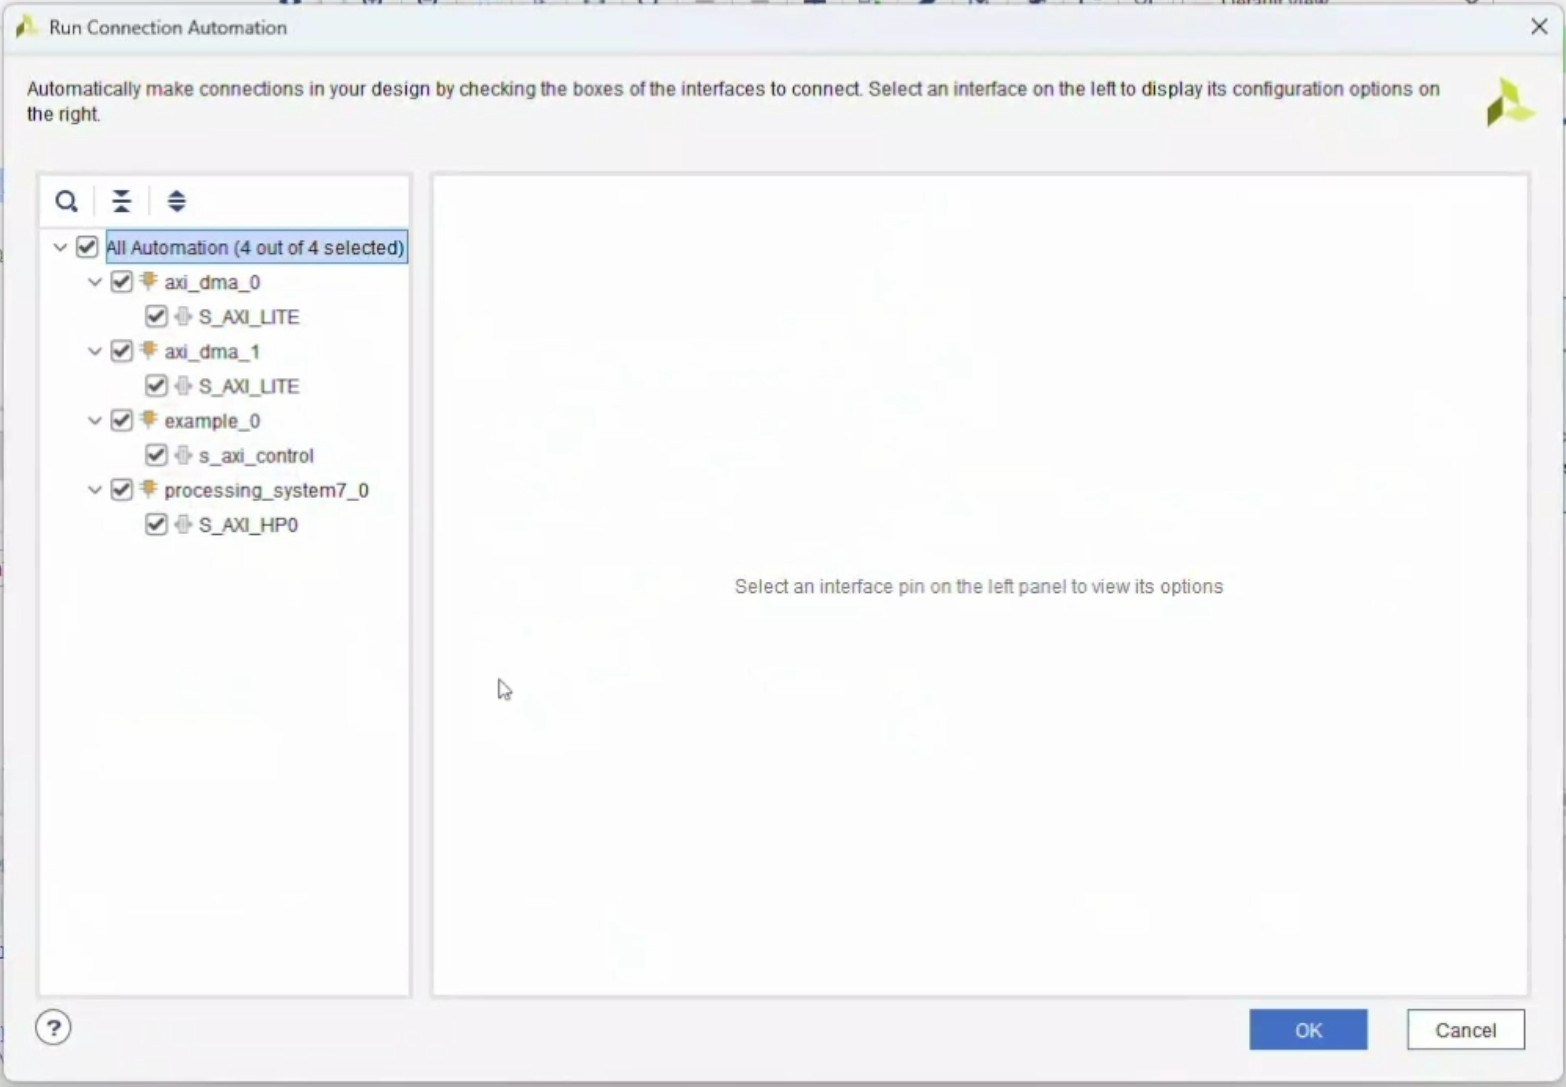 Run Connection Automation
Automatically make connections in your design by checking the boxes of the interfaces to connect. Select an interface on the left to display its configuration options on
the right.
All Automation (4 out of 4 selected)
axi_dma_0
S_AXI_LITE
axi_dma_1
S_AXI_LITE
example_0
s_axi_control
processing_system7_0
S_AXI_HP0
Select an interface pin on the left panel to view its options
?
OK
Cancel